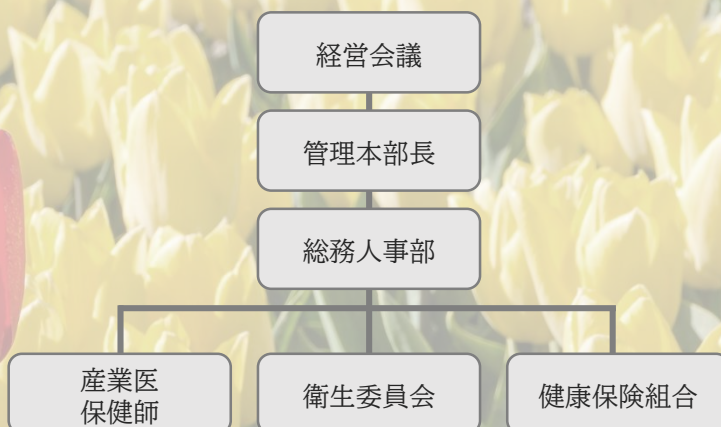 経営会議
管理本部長
総務人事部
産業医
保健師
衛生委員会
健康保険組合